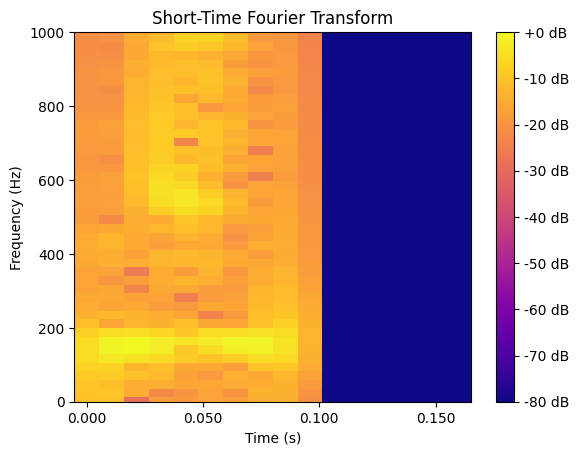 Short-Time Fourier Transform
1000
800
600
400
200
0
Frequency (Hz)
0.000
0.050
0.100
0.150
Time (s)
+0 dB
-10 dB
-20 dB
-30 dB
-40 dB
-50 dB
-60 dB
-70 dB
-80 dB